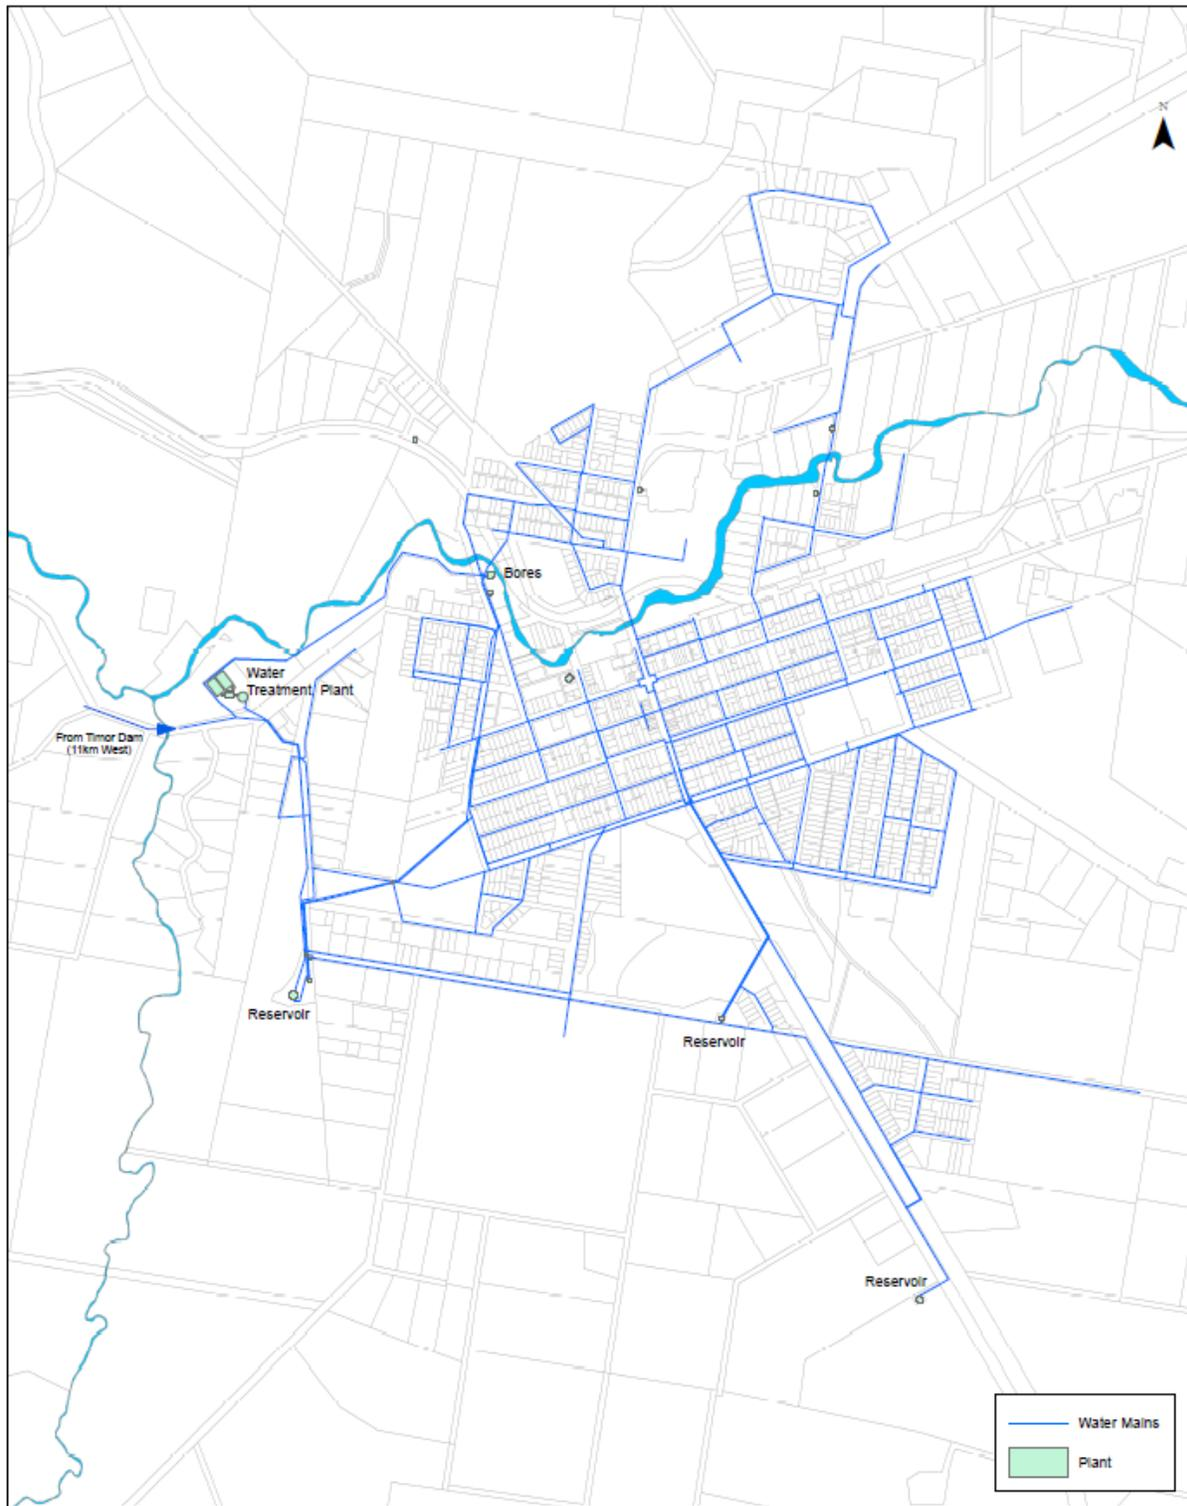 N
Bores
Water
Treatment Plant
From Timor Dam
(11km West)
Reservoir
Reservoir
Reservoir
Water Mains
Plant